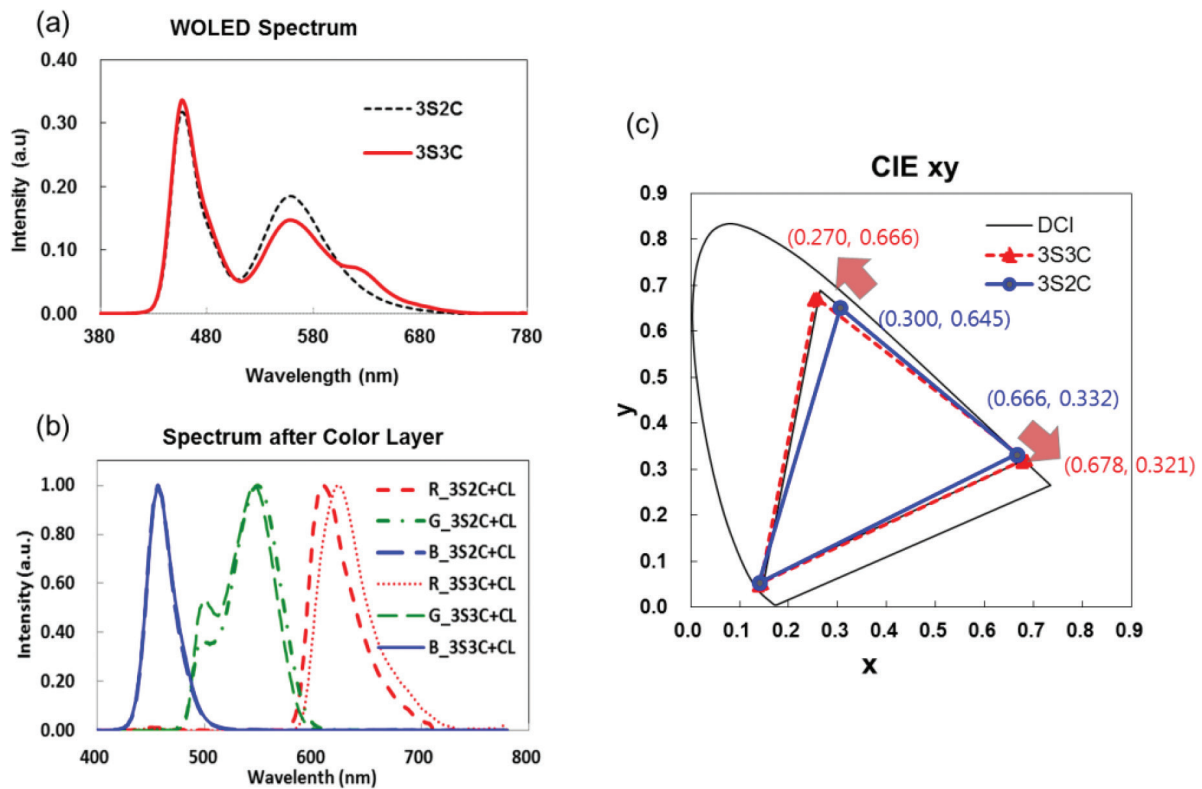 (a)
WOLED Spectrum
0.40
0.30
0.20
0.10
0.00
Intensity (a.u)
3S2C
3S3C
380 480 580 680 780
Wavelength (nm)
(b)
Spectrum after Color Layer
1.00
0.80
0.60
0.40
0.20
0.00
Intensity (a.u.)
R_3S2C+CL
G_3S2C+CL
B_3S2C+CL
R_3S3C+CL
G_3S3C+CL
B_3S3C+CL
400 500 600 700 800
Wavelenth (nm)
(c)
CIE xy
0.9
0.8
0.7
0.6
0.5
0.4
0.3
0.2
0.1
0.0
y
(0.270, 0.666)
DCI
3S3C
3S2C
(0.300, 0.645)
(0.666, 0.332)
(0.678, 0.321)
0.0 0.1 0.2 0.3 0.4 0.5 0.6 0.7 0.8 0.9
x